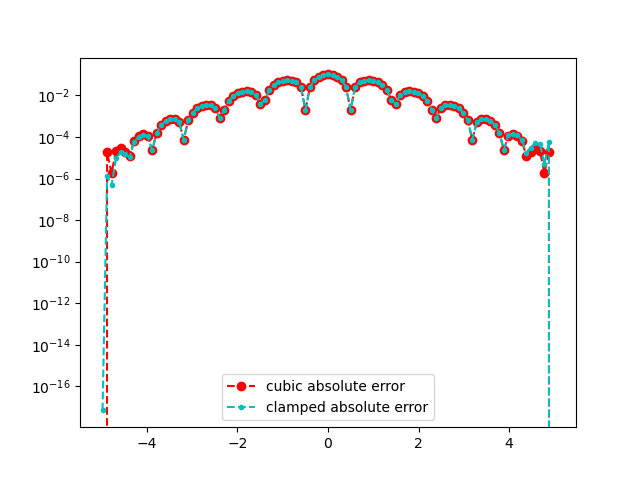 10⁻²
10⁻⁴
10⁻⁶
10⁻⁸
10⁻¹⁰
10⁻¹²
10⁻¹⁴
10⁻¹⁶
cubic absolute error
clamped absolute error
−4 −2 0 2 4